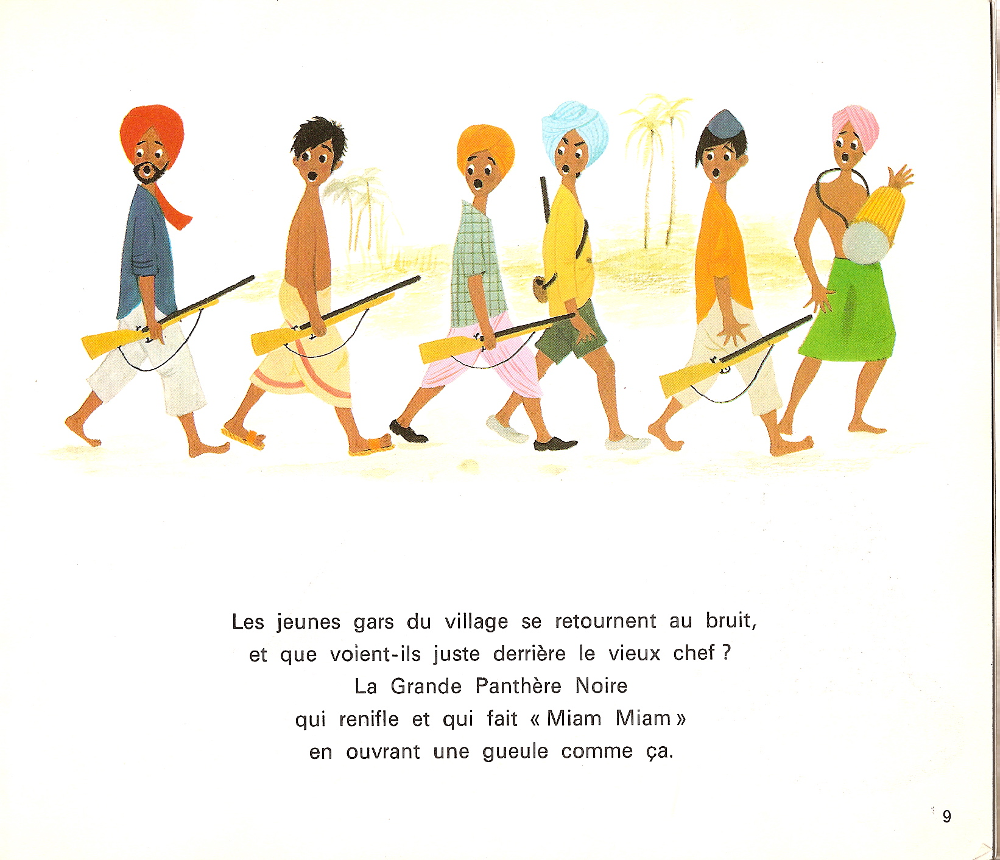 Les jeunes gars du village se retournent au bruit,
et que voient-ils juste derrière le vieux chef ?
La Grande Panthère Noire
qui renifle et qui fait « Miam Miam »
en ouvrant une gueule comme ça.
9